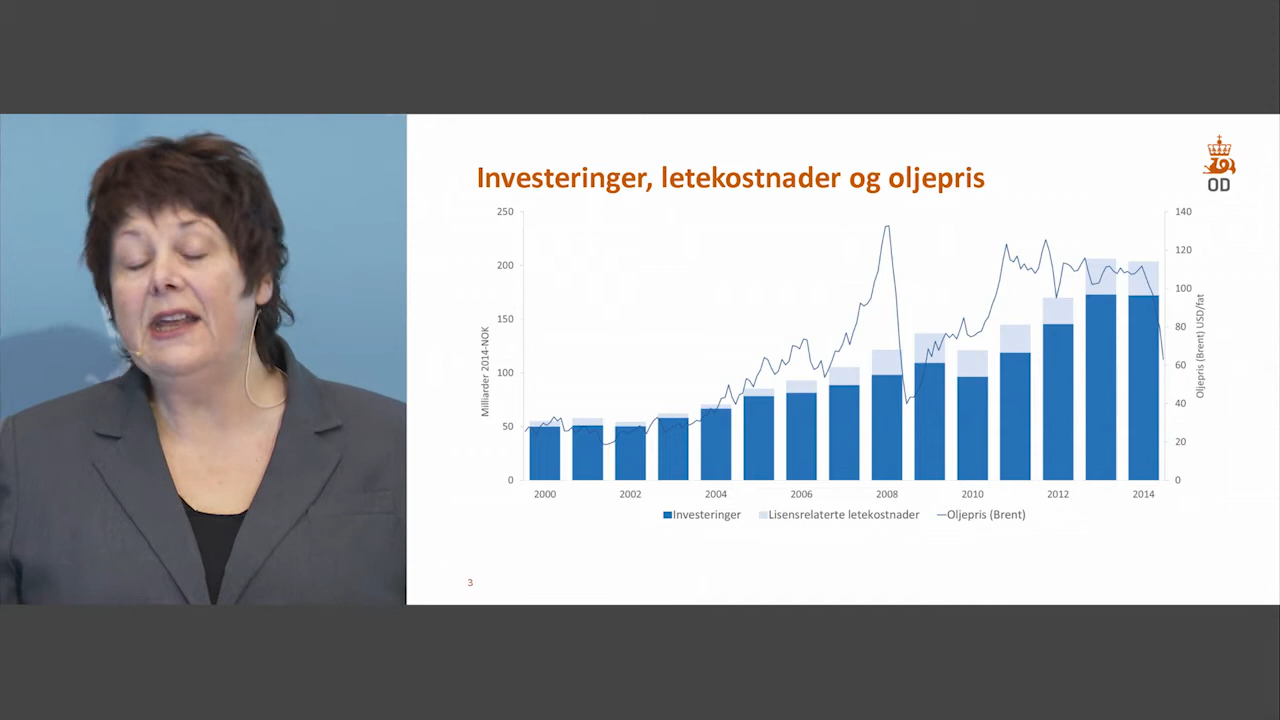 OD
Investeringer, letekostnader og oljepris
Milliarder 2014-NOK
250
200
150
100
50
0
140
120
100
80
60
40
20
0
Oljepris (Brent) USD/fat
2000 2002 2004 2006 2008 2010 2012 2014
Investeringer Lisensrelaterte letekostnader Oljepris (Brent)
3